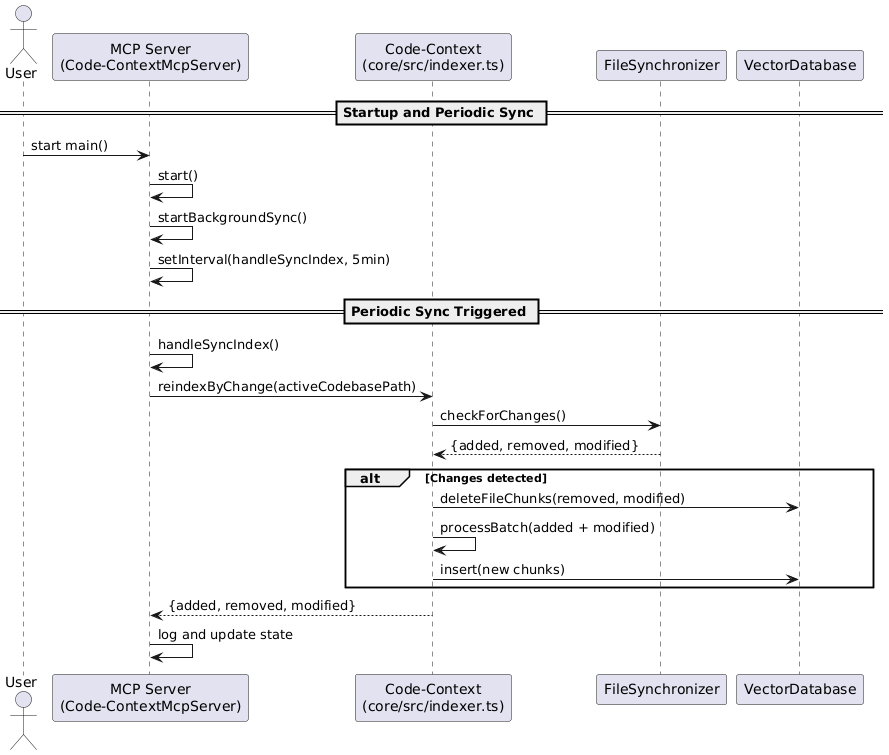 User
MCP Server
(Code-ContextMcpServer)
Code-Context
(core/src/indexer.ts)
FileSynchronizer
VectorDatabase
Startup and Periodic Sync
start main()
start()
startBackgroundSync()
setInterval(handleSyncIndex, 5min)
Periodic Sync Triggered
handleSyncIndex()
reindexByChange(activeCodebasePath)
checkForChanges()
{added, removed, modified}
alt
[Changes detected]
deleteFileChunks(removed, modified)
processBatch(added + modified)
insert(new chunks)
{added, removed, modified}
log and update state
User
MCP Server
(Code-ContextMcpServer)
Code-Context
(core/src/indexer.ts)
FileSynchronizer
VectorDatabase